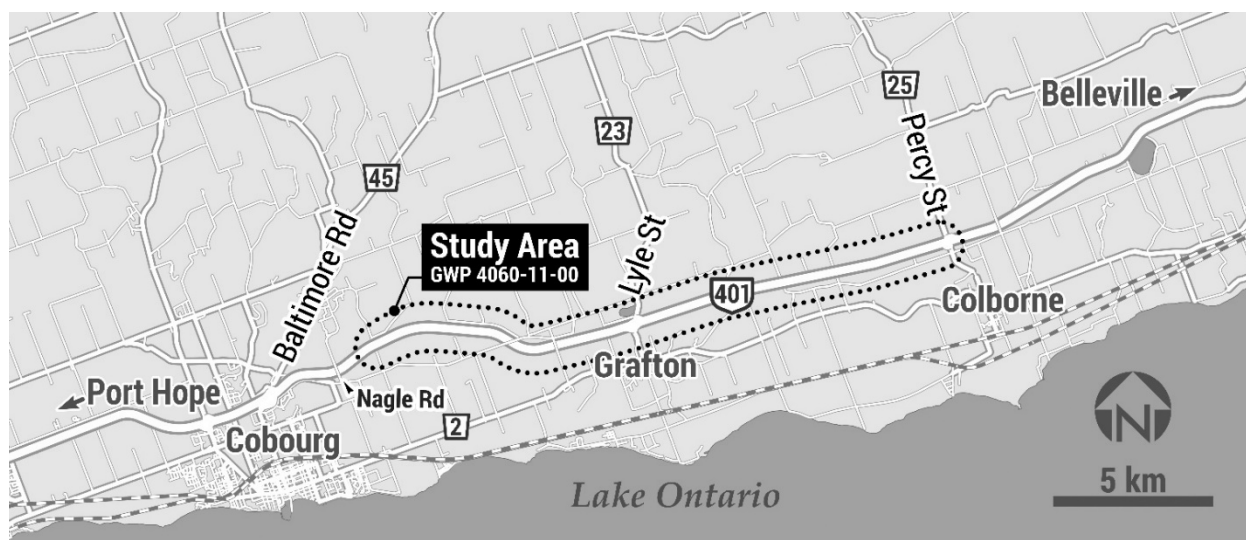 25
Belleville
23
Percy St
45
Baltimore Rd
Study Area
GWP 4060-11-00
Lyle St
401
Colborne
Port Hope
Grafton
Nagle Rd
2
Cobourg
N
5 km
Lake Ontario